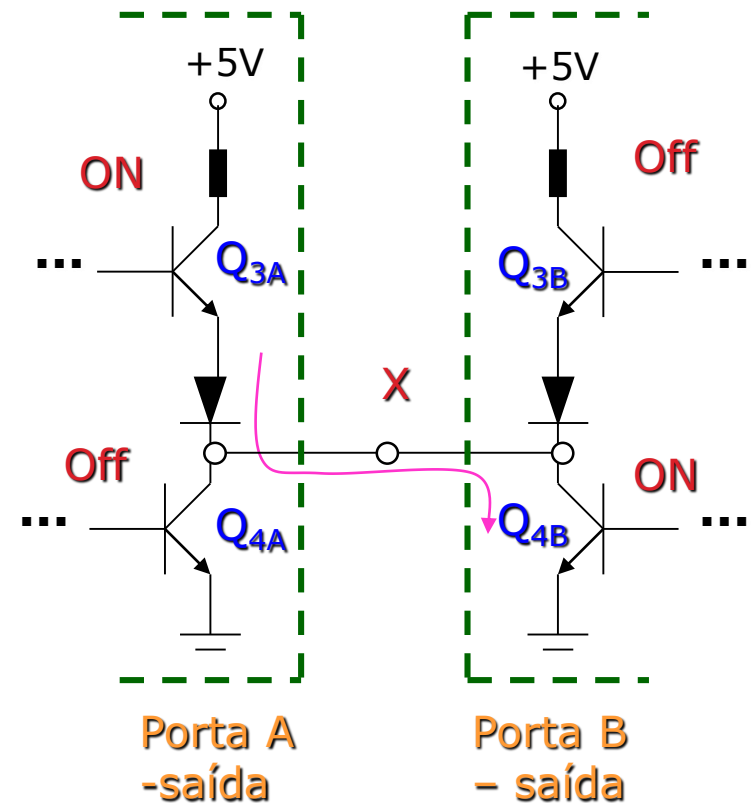 +5V
+5V
ON
Off
...
Q3A
Q3B
...
X
Off
ON
...
Q4A
Q4B
...
Porta A
-saída
Porta B
– saída